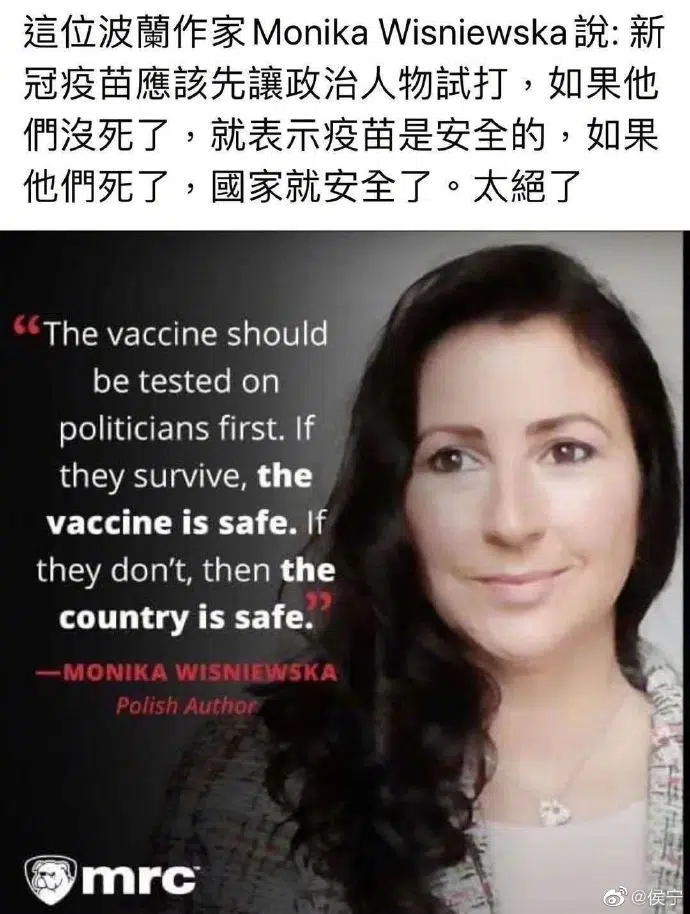 這位波蘭作家Monika Wisniewska說: 新
冠疫苗應該先讓政治人物試打，如果他
們沒死了，就表示疫苗是安全的，如果
他們死了，國家就安全了。太絕了
“The vaccine should
be tested on
politicians first. If
they survive, the
vaccine is safe. If
they don’t, then the
country is safe.”
—MONIKA WISNIEWSKA
Polish Author
mrc
@侯宁